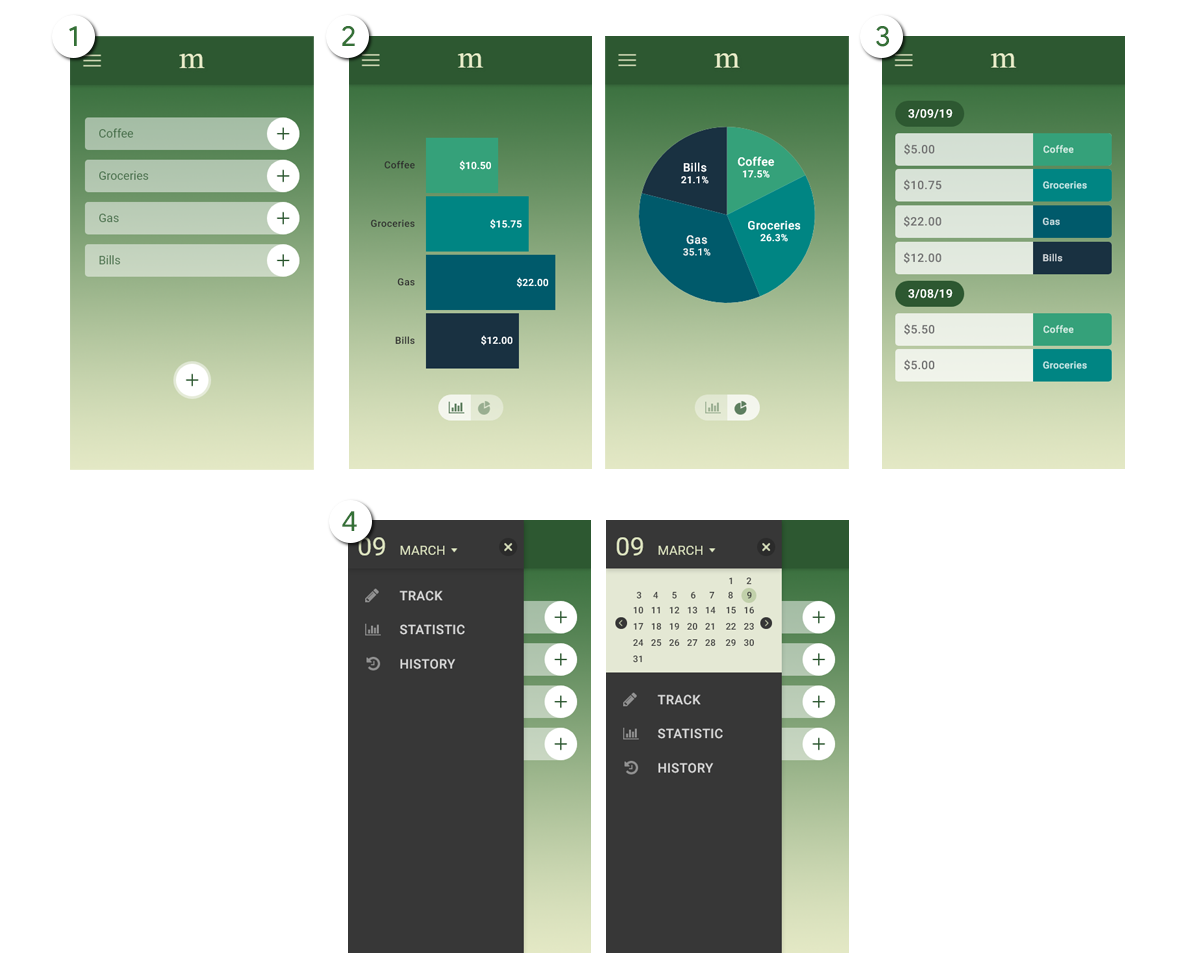 1
m
Coffee
Groceries
Gas
Bills
2
m
Coffee $10.50
Groceries $15.75
Gas $22.00
Bills $12.00
m
Bills 21.1%
Coffee 17.5%
Groceries 26.3%
Gas 35.1%
3
m
3/09/19
$5.00 Coffee
$10.75 Groceries
$22.00 Gas
$12.00 Bills
3/08/19
$5.50 Coffee
$5.00 Groceries
4
09 MARCH
TRACK
STATISTIC
HISTORY
09 MARCH
1 2
3 4 5 6 7 8 9
10 11 12 13 14 15 16
17 18 19 20 21 22 23
24 25 26 27 28 29 30
31
TRACK
STATISTIC
HISTORY